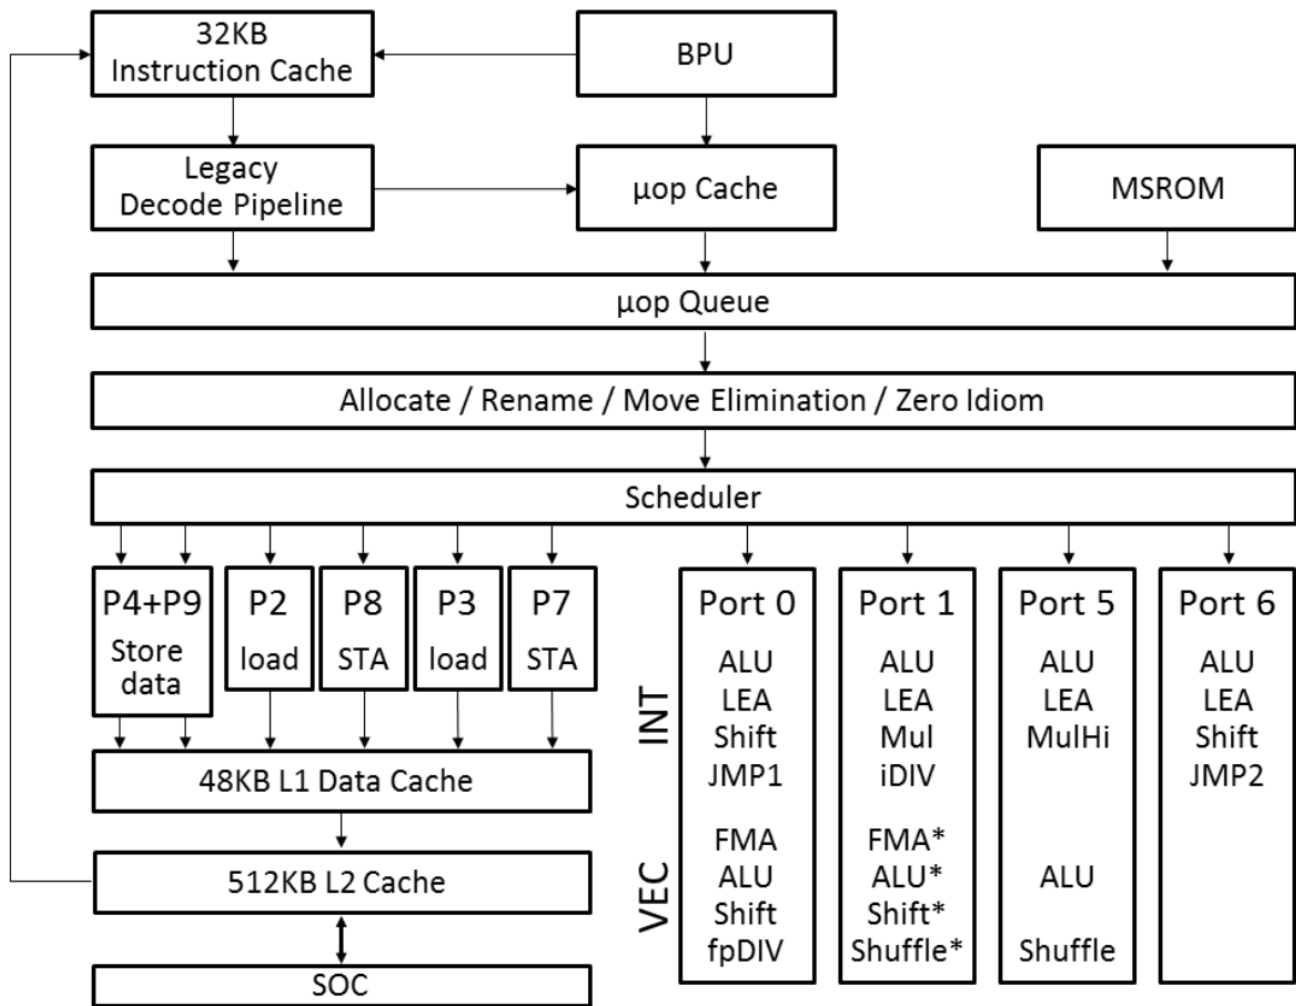 32KB
Instruction Cache
BPU
Legacy
Decode Pipeline
μop Cache
MSROM
μop Queue
Allocate / Rename / Move Elimination / Zero Idiom
Scheduler
P4+P9
Store
data
P2
load
P8
STA
P3
load
P7
STA
48KB L1 Data Cache
512KB L2 Cache
SOC
INT
VEC
Port 0
ALU
LEA
Shift
JMP1
FMA
ALU
Shift
fpDIV
Port 1
ALU
LEA
Mul
iDIV
FMA*
ALU*
Shift*
Shuffle*
Port 5
ALU
LEA
MulHi
ALU
Shuffle
Port 6
ALU
LEA
Shift
JMP2